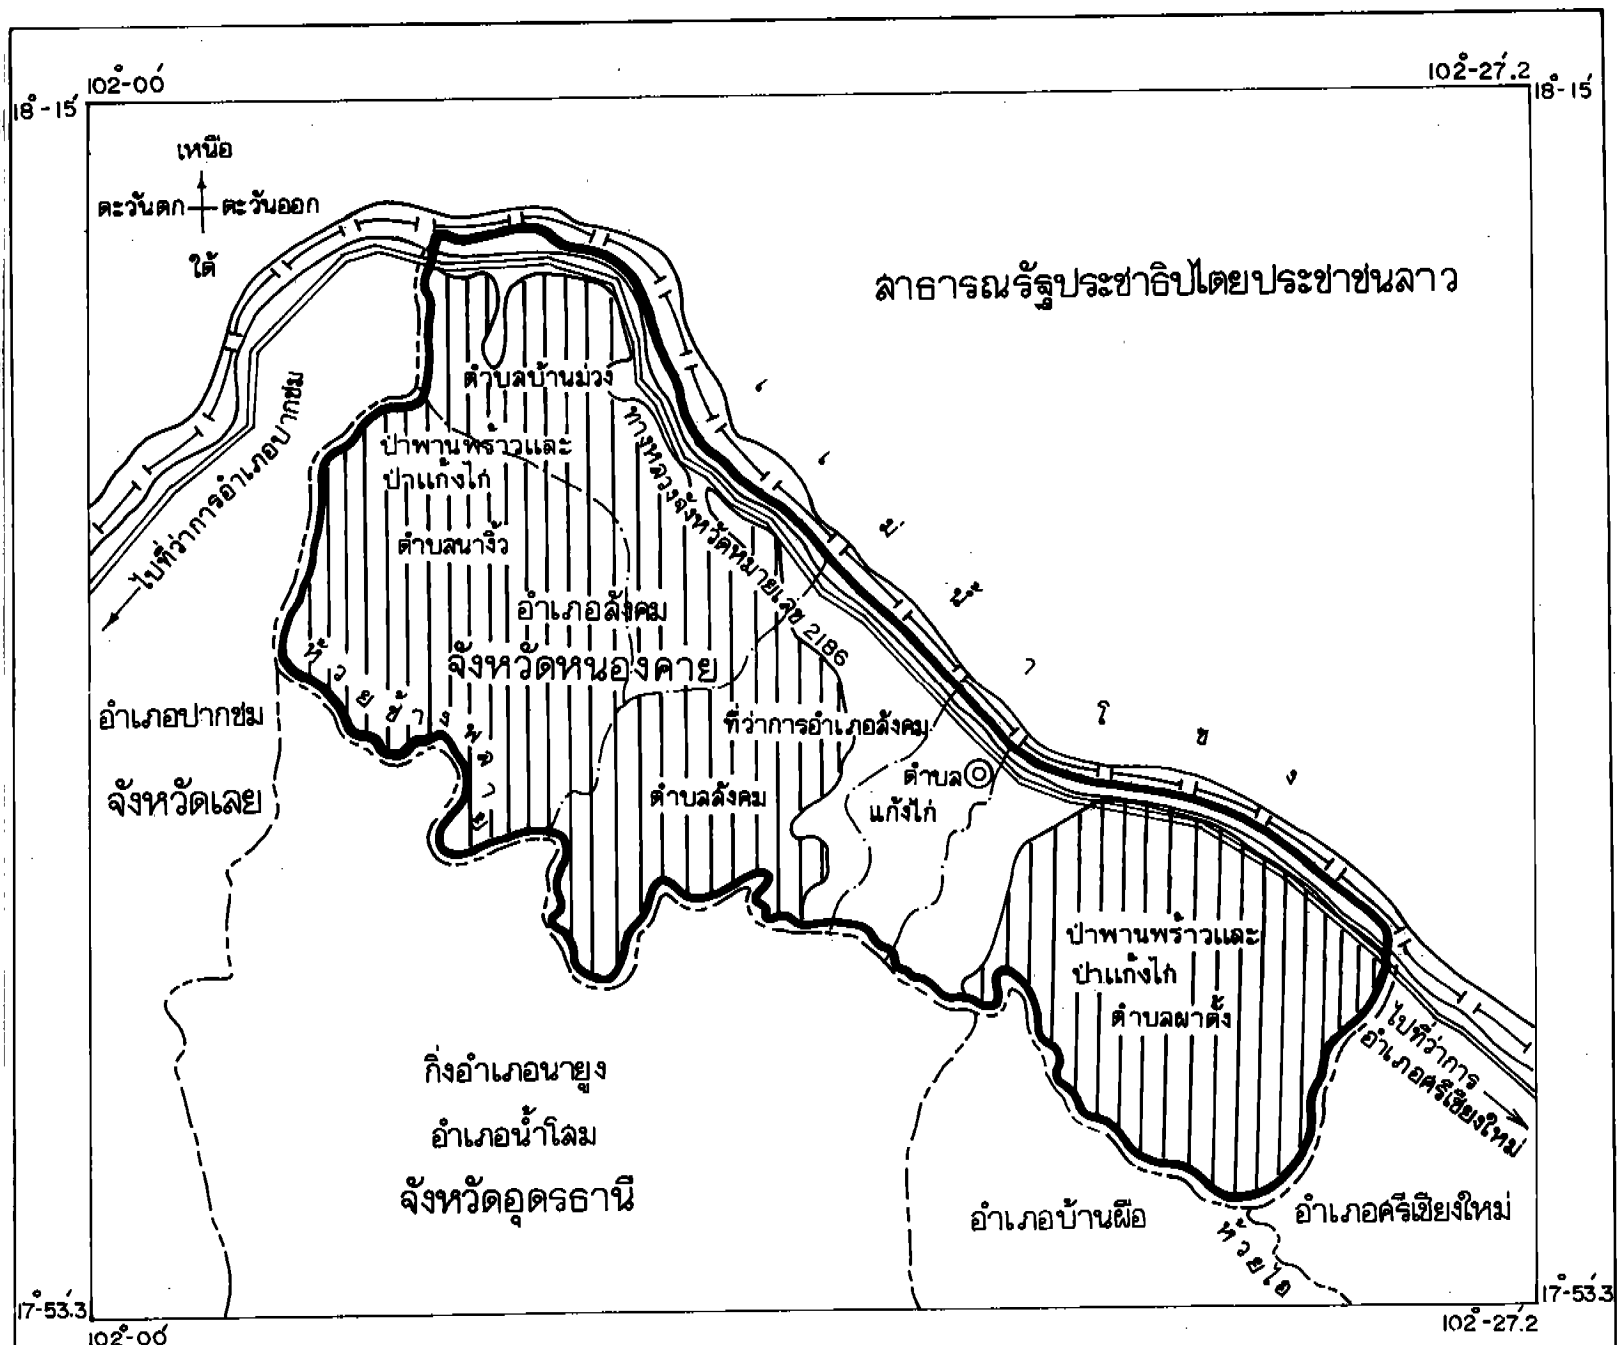 102°-00'
102°-27.'2
18°-15'
18°-15'
เหนือ
ตะวันตก
ตะวันออก
ใต้
สาธารณรัฐประชาธิปไตยประชาชนลาว
ตำบลบ้านม่วง
ไปที่ว่าการอำเภอปากชม
ป่าพานพร้าวและ
ป่าแก้งไก่
ทางหลวงจังหวัดหมายเลข 2186
แม่น้ำโขง
ตำบลนางิ้ว
อำเภอสังคม
จังหวัดหนองคาย
ห้วยช้างพลาย
อำเภอปากชม
ที่ว่าการอำเภอสังคม
จังหวัดเลย
ตำบลสังคม
ตำบล
แก้งไก่
ป่าพานพร้าวและ
ป่าแก้งไก่
ตำบลผาตั้ง
ไปที่ว่าการ
อำเภอศรีเชียงใหม่
กิ่งอำเภอนายูง
อำเภอน้ำโสม
จังหวัดอุดรธานี
อำเภอบ้านผือ
อำเภอศรีเชียงใหม่
ห้วยไฮ
17°-53.'3
17°-53.'3
102°-00'
102°-27.'2